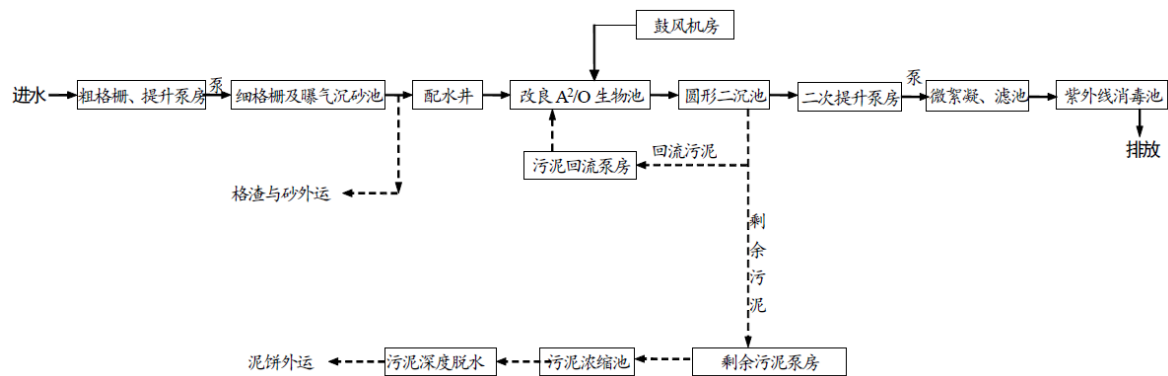 鼓风机房
进水
粗格栅、提升泵房
泵
细格栅及曝气沉砂池
配水井
改良 A²/O 生物池
圆形二沉池
二次提升泵房
泵
微絮凝、滤池
紫外线消毒池
排放
回流污泥
污泥回流泵房
格渣与砂外运
剩
余
污
泥
泥饼外运
污泥深度脱水
污泥浓缩池
剩余污泥泵房